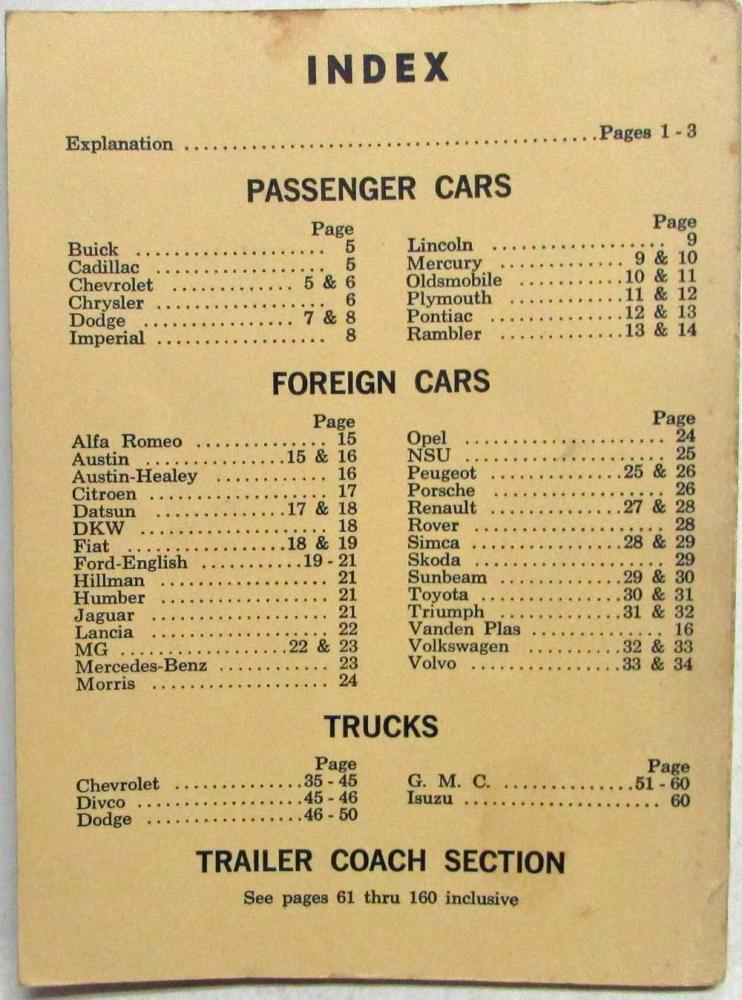 INDEX
Explanation ........................................ Pages 1 - 3
PASSENGER CARS
Page
Buick ...................... 5
Cadillac .................... 5
Chevrolet ............... 5 & 6
Chrysler .................... 6
Dodge .................. 7 & 8
Imperial .................... 8
Page
Lincoln .................... 9
Mercury .............. 9 & 10
Oldsmobile ............ 10 & 11
Plymouth ............. 11 & 12
Pontiac ............... 12 & 13
Rambler .............. 13 & 14
FOREIGN CARS
Page
Alfa Romeo .............. 15
Austin ................ 15 & 16
Austin-Healey ............ 16
Citroen .................... 17
Datsun ............... 17 & 18
DKW ...................... 18
Fiat .................. 18 & 19
Ford-English ........... 19 - 21
Hillman ................... 21
Humber ................... 21
Jaguar .................... 21
Lancia .................... 22
MG .................... 22 & 23
Mercedes-Benz ............ 23
Morris .................... 24
Page
Opel ....................... 24
NSU ....................... 25
Peugeot ............... 25 & 26
Porsche .................... 26
Renault ............... 27 & 28
Rover ...................... 28
Simca ................. 28 & 29
Skoda ...................... 29
Sunbeam .............. 29 & 30
Toyota ................ 30 & 31
Triumph .............. 31 & 32
Vanden Plas ............... 16
Volkswagen ........... 32 & 33
Volvo ................. 33 & 34
TRUCKS
Page
Chevrolet .............. 35 - 45
Divco .................. 45 - 46
Dodge ................. 46 - 50
Page
G. M. C. ............... 51 - 60
Isuzu ...................... 60
TRAILER COACH SECTION
See pages 61 thru 160 inclusive